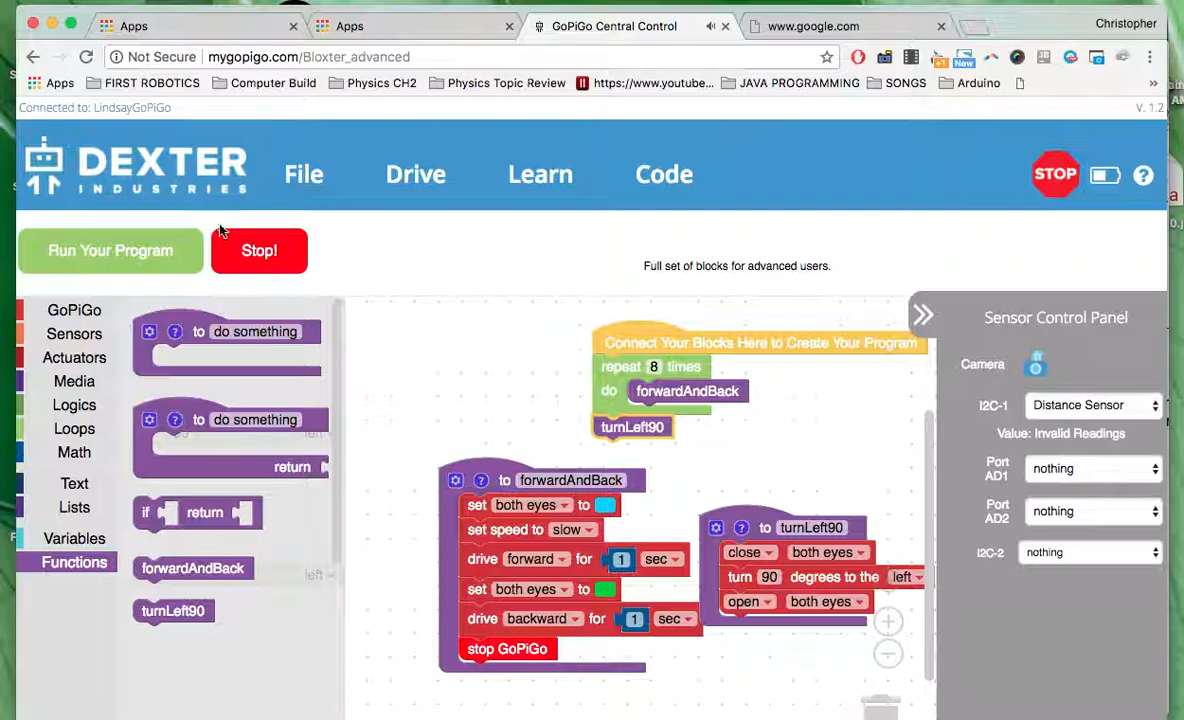 Apps
Apps
GoPiGo Central Control
www.google.com
Christopher
Not Secure
mygopigo.com/Bloxter_advanced
+1
New
Apps
FIRST ROBOTICS
Computer Build
Physics CH2
Physics Topic Review
https://www.youtube...
JAVA PROGRAMMING
SONGS
Arduino
»
Connected to: LindsayGoPiGo
V. 1.2
DEXTER
INDUSTRIES
File
Drive
Learn
Code
STOP
?
Run Your Program
Stop!
Full set of blocks for advanced users.
GoPiGo
Sensors
Actuators
Media
Logics
Loops
Math
Text
Lists
Variables
Functions
? to do something
? to do something
return
if return
forwardAndBack
turnLeft90
left
left
Connect Your Blocks Here to Create Your Program
repeat 8 times
do forwardAndBack
turnLeft90
? to forwardAndBack
set both eyes to
set speed to slow
drive forward for 1 sec
set both eyes to
drive backward for 1 sec
stop GoPiGo
? to turnLeft90
close both eyes
turn 90 degrees to the left
open both eyes
Sensor Control Panel
Camera
I2C-1 Distance Sensor
Value: Invalid Readings
Port
AD1
nothing
Port
AD2
nothing
I2C-2 nothing